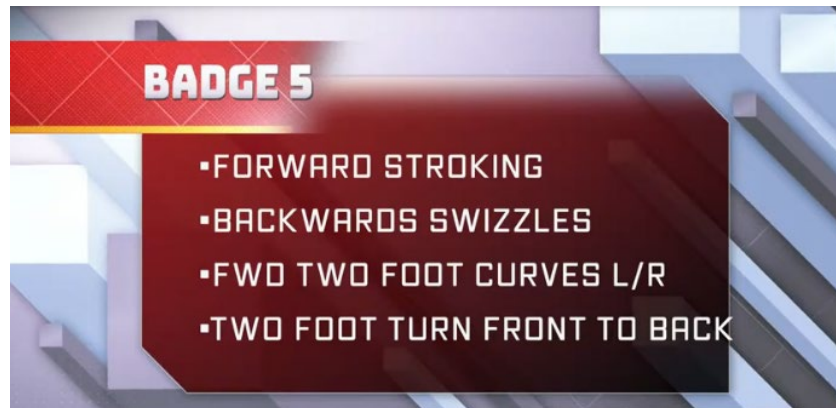 BADGE 5
▪FORWARD STROKING
▪BACKWARDS SWIZZLES
▪FWD TWO FOOT CURVES L/R
▪TWO FOOT TURN FRONT TO BACK